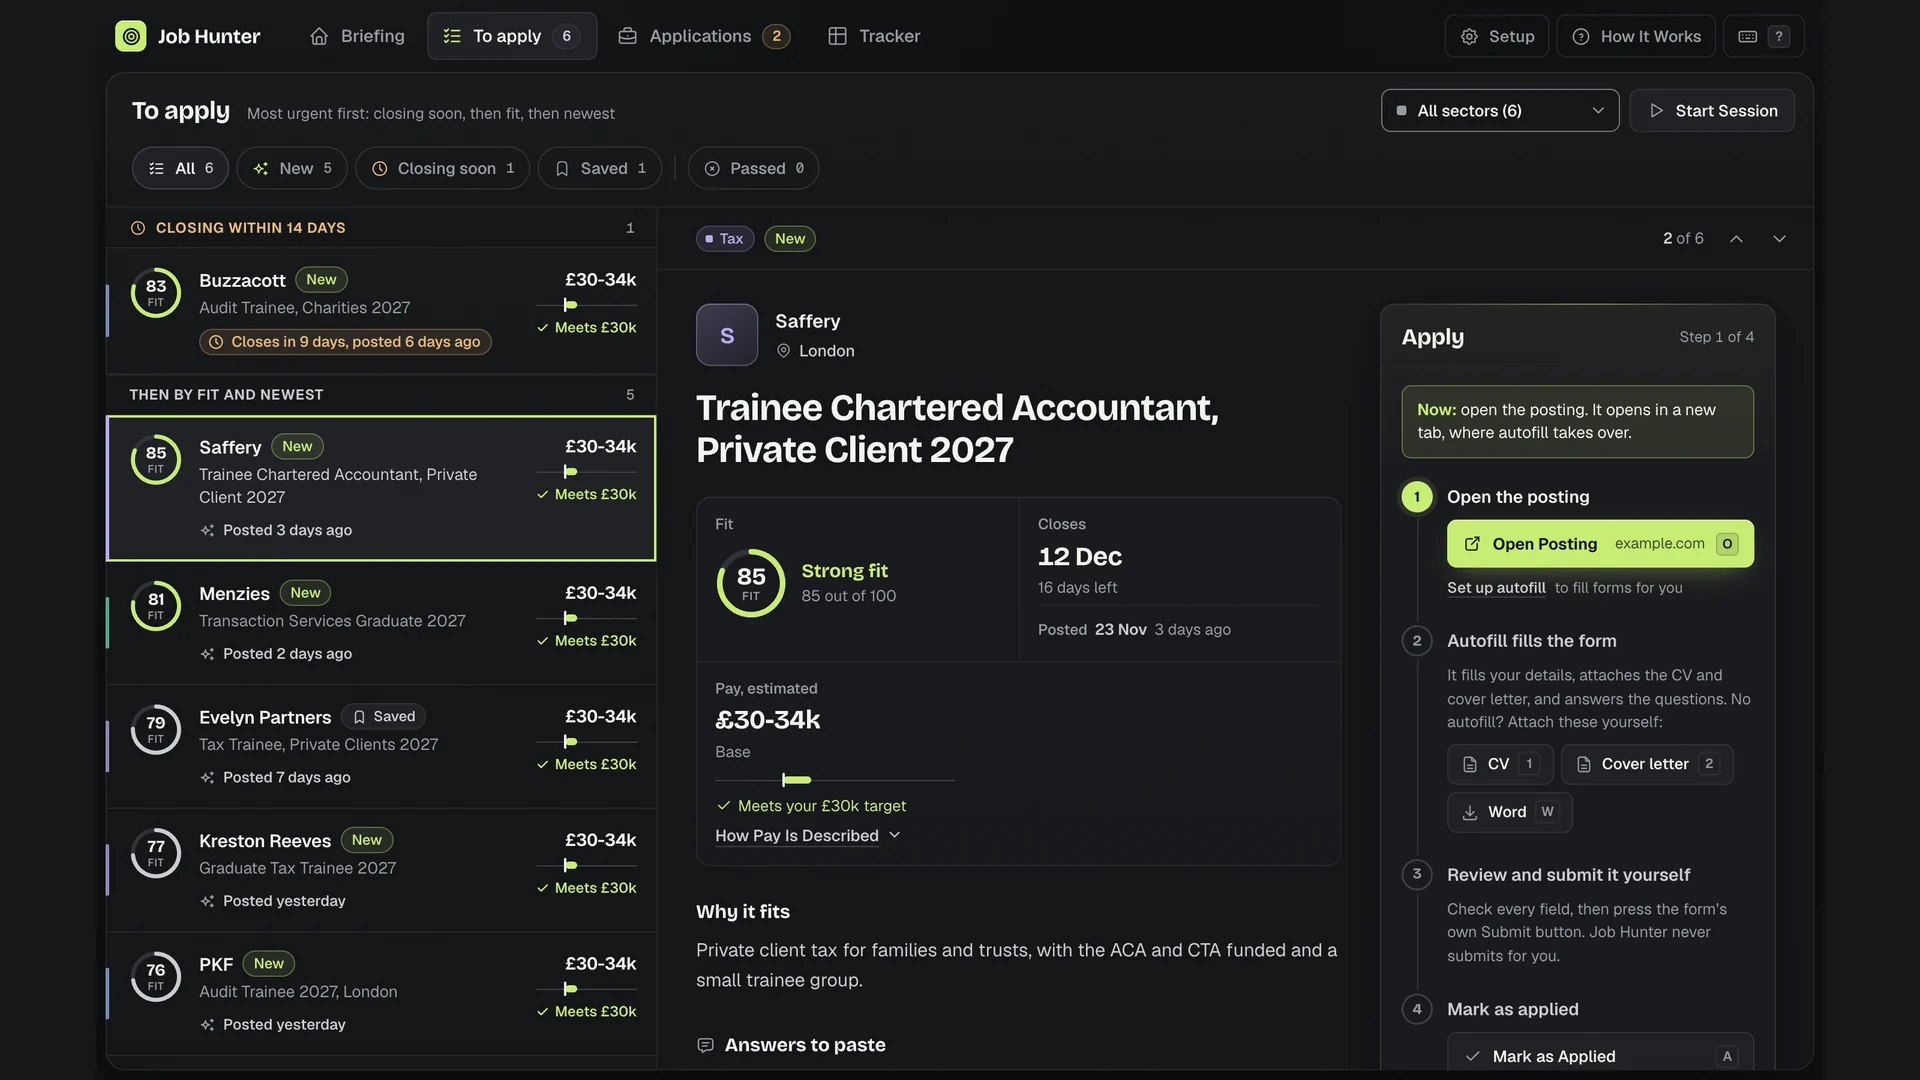 Job Hunter
Briefing
To apply 6
Applications 2
Tracker
Setup
How It Works
?
To apply
Most urgent first: closing soon, then fit, then newest
All sectors (6)
Start Session
All 6
New 5
Closing soon 1
Saved 1
Passed 0
CLOSING WITHIN 14 DAYS 1
83 FIT
Buzzacott New
£30-34k
Audit Trainee, Charities 2027
Meets £30k
Closes in 9 days, posted 6 days ago
THEN BY FIT AND NEWEST 5
85 FIT
Saffery New
£30-34k
Trainee Chartered Accountant, Private
Client 2027
Meets £30k
Posted 3 days ago
81 FIT
Menzies New
£30-34k
Transaction Services Graduate 2027
Meets £30k
Posted 2 days ago
79 FIT
Evelyn Partners Saved
£30-34k
Tax Trainee, Private Clients 2027
Meets £30k
Posted 7 days ago
77 FIT
Kreston Reeves New
£30-34k
Graduate Tax Trainee 2027
Meets £30k
Posted yesterday
76 FIT
PKF New
£30-34k
Audit Trainee 2027, London
Meets £30k
Posted yesterday
Tax New
2 of 6
S
Saffery
London
Trainee Chartered Accountant,
Private Client 2027
Fit
85 FIT
Strong fit
85 out of 100
Closes
12 Dec
16 days left
Posted 23 Nov 3 days ago
Pay, estimated
£30-34k
Base
Meets your £30k target
How Pay Is Described
Why it fits
Private client tax for families and trusts, with the ACA and CTA funded and a
small trainee group.
Answers to paste
Apply
Step 1 of 4
Now: open the posting. It opens in a new
tab, where autofill takes over.
1 Open the posting
Open Posting example.com O
Set up autofill to fill forms for you
2 Autofill fills the form
It fills your details, attaches the CV and
cover letter, and answers the questions. No
autofill? Attach these yourself:
CV 1
Cover letter 2
Word W
3 Review and submit it yourself
Check every field, then press the form's
own Submit button. Job Hunter never
submits for you.
4 Mark as applied
Mark as Applied A